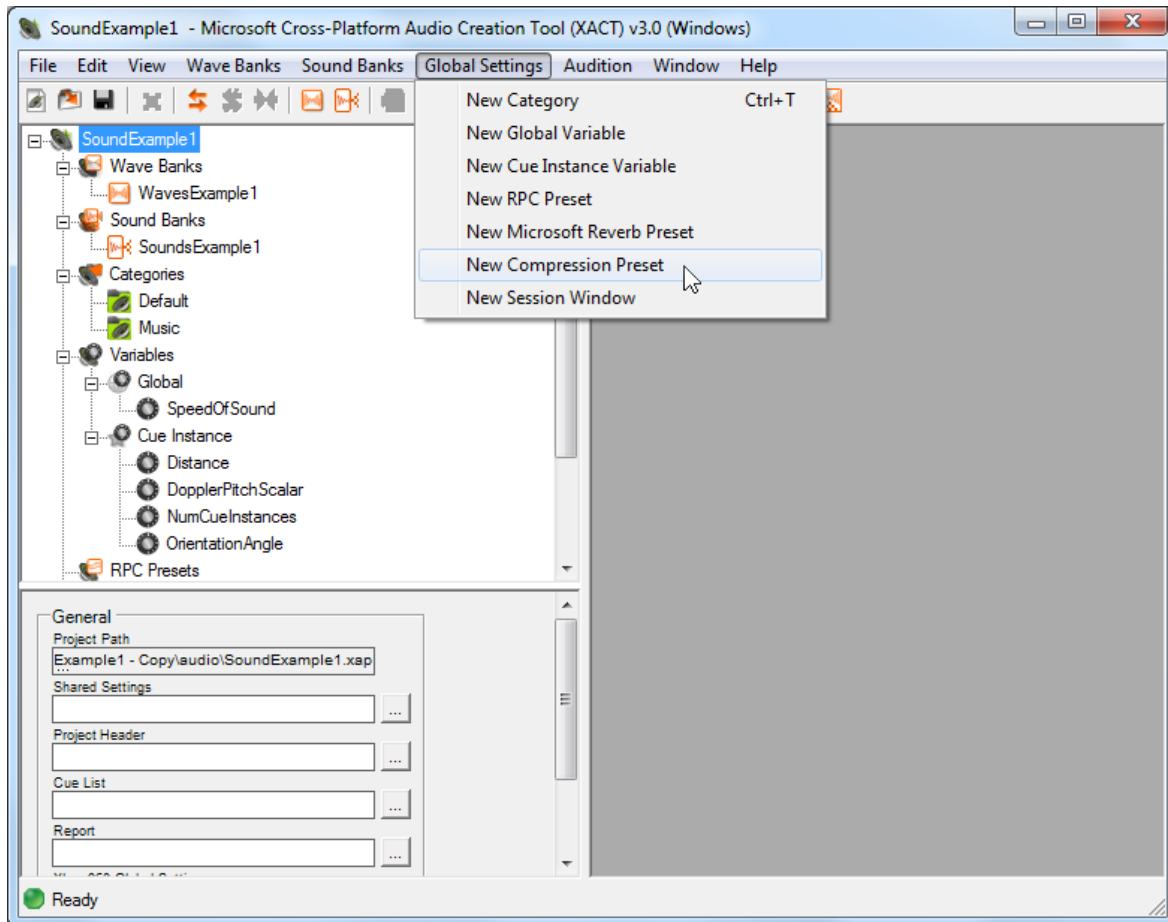 SoundExample1 - Microsoft Cross-Platform Audio Creation Tool (XACT) v3.0 (Windows)
File Edit View Wave Banks Sound Banks Global Settings Audition Window Help
New Category Ctrl+T
New Global Variable
New Cue Instance Variable
New RPC Preset
New Microsoft Reverb Preset
New Compression Preset
New Session Window
SoundExample1
Wave Banks
WavesExample1
Sound Banks
SoundsExample1
Categories
Default
Music
Variables
Global
SpeedOfSound
Cue Instance
Distance
DopplerPitchScalar
NumCueInstances
OrientationAngle
RPC Presets
General
Project Path
Example1 - Copy\audio\SoundExample1.xap
Shared Settings
...
Project Header
...
Cue List
...
Report
...
Ready